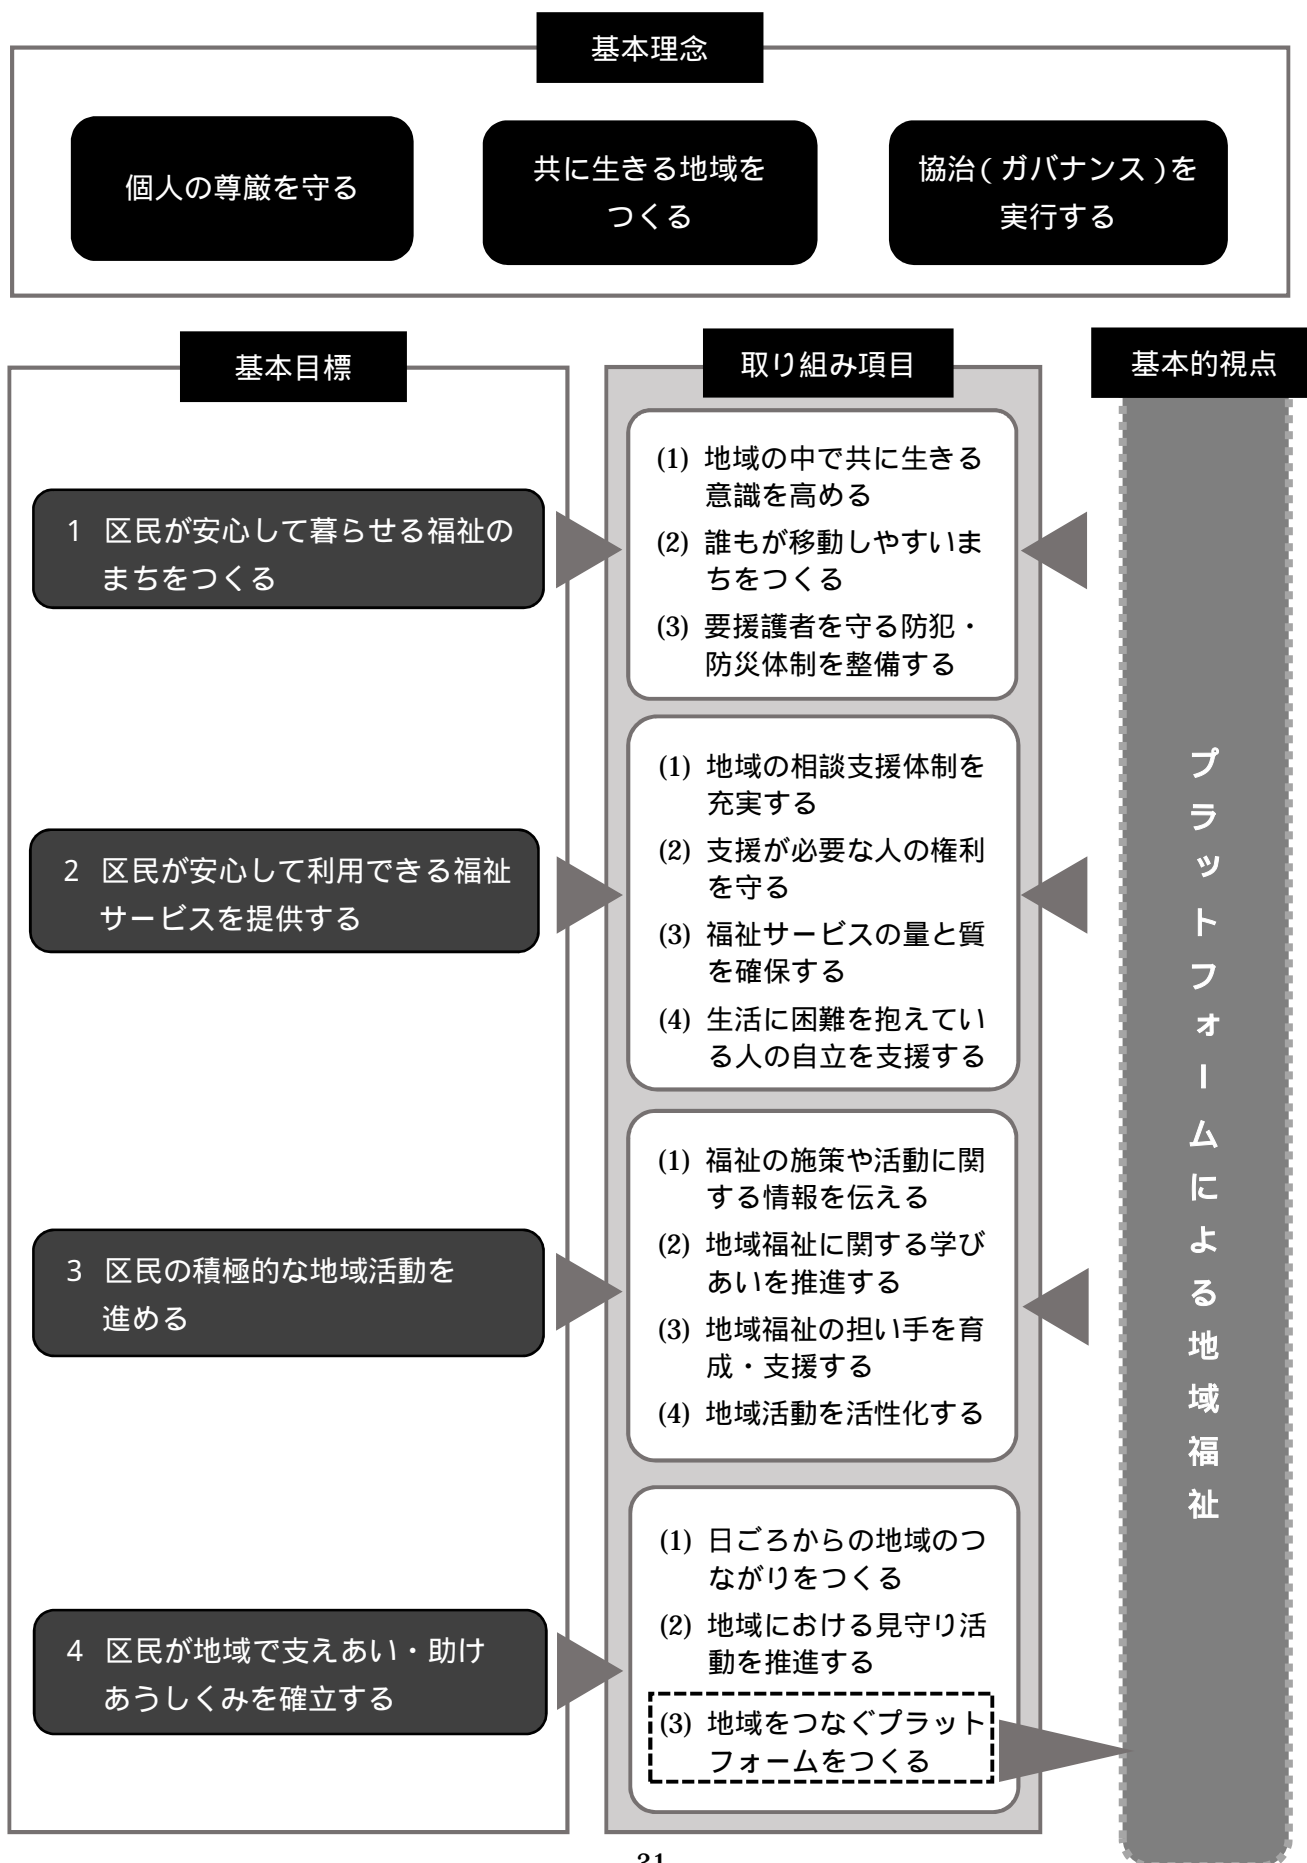 基本理念
個人の尊厳を守る
共に生きる地域を
つくる
協治(ガバナンス)を
実行する
基本目標
取り組み項目
基本的視点
1 区民が安心して暮らせる福祉の
まちをつくる
(1) 地域の中で共に生きる
意識を高める
(2) 誰もが移動しやすいま
ちをつくる
(3) 要援護者を守る防犯・
防災体制を整備する
2 区民が安心して利用できる福祉
サービスを提供する
(1) 地域の相談支援体制を
充実する
(2) 支援が必要な人の権利
を守る
(3) 福祉サービスの量と質
を確保する
(4) 生活に困難を抱えてい
る人の自立を支援する
3 区民の積極的な地域活動を
進める
(1) 福祉の施策や活動に関
する情報を伝える
(2) 地域福祉に関する学び
あいを推進する
(3) 地域福祉の担い手を育
成・支援する
(4) 地域活動を活性化する
4 区民が地域で支えあい・助け
あうしくみを確立する
(1) 日ごろからの地域のつ
ながりをつくる
(2) 地域における見守り活
動を推進する
(3) 地域をつなぐプラット
フォームをつくる
プラットフォームによる地域福祉
31